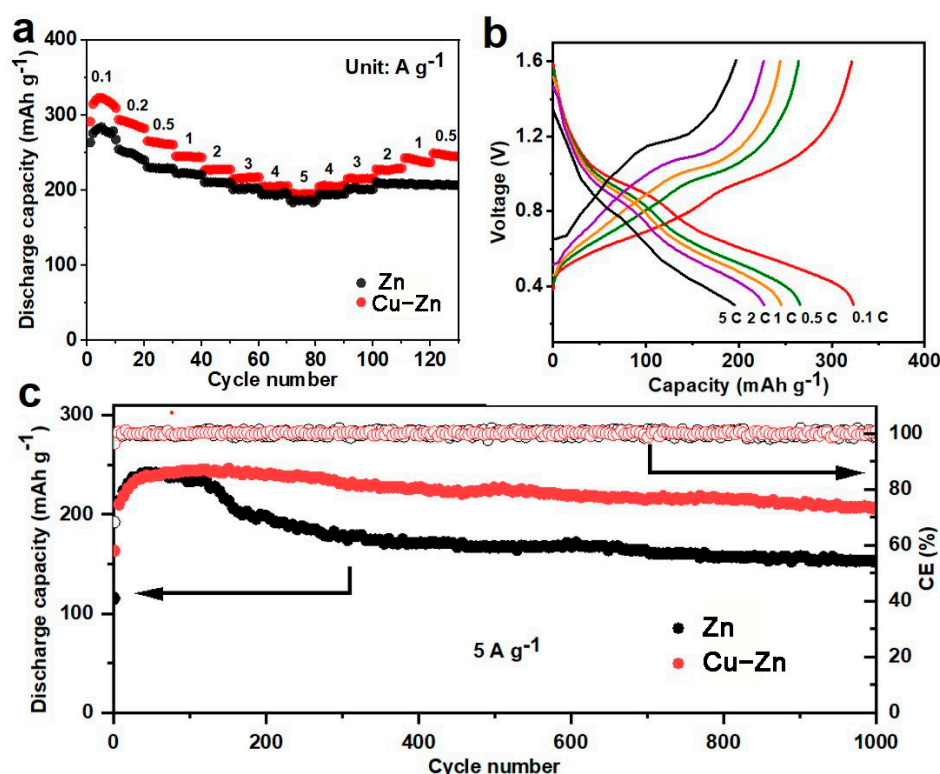 a
Discharge capacity (mAh g⁻¹)
400
300
200
100
0
Unit: A g⁻¹
0.1
0.2
0.5
1
2
3
4
5
4
3
2
1
0.5
Zn
Cu–Zn
0 20 40 60 80 100 120
Cycle number
b
Voltage (V)
1.6
1.2
0.8
0.4
5 C 2 C 1 C 0.5 C 0.1 C
0 100 200 300 400
Capacity (mAh g⁻¹)
c
Discharge capacity (mAh g⁻¹)
300
200
100
0
100
80
60
40
20
0
CE (%)
5 A g⁻¹
Zn
Cu–Zn
0 200 400 600 800 1000
Cycle number